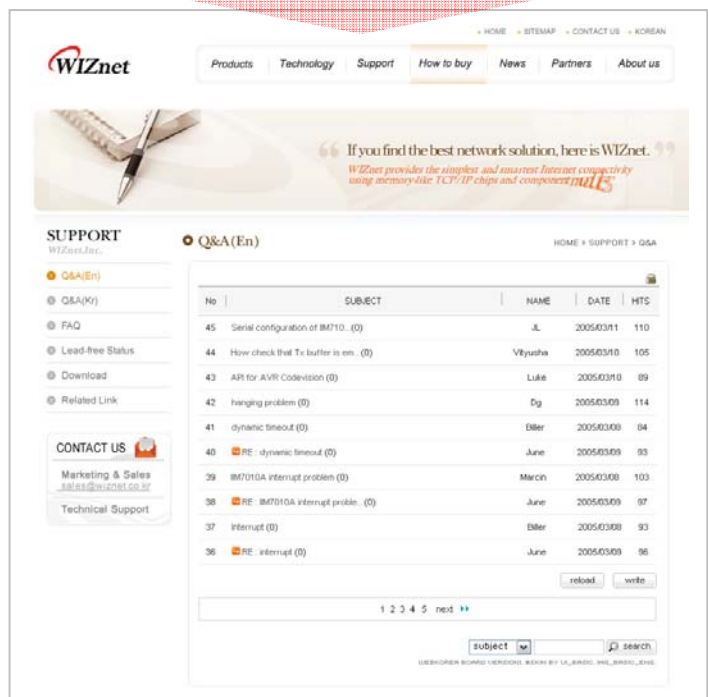 HOME SITEMAP CONTACT US KOREAN
WIZnet
Products Technology Support How to buy News Partners About us
“ If you find the best network solution, here is WIZnet. ”
WIZnet provides the simplest and smartest Internet connectivity
using memory-like TCP/IP chips and component
SUPPORT
WIZnet,Inc.
Q&A(En)
HOME > SUPPORT > Q&A
Q&A(En)
Q&A(Kr)
FAQ
Lead-free Status
Download
Related Link
CONTACT US
Marketing & Sales
sales@wiznet.co.kr
Technical Support
No SUBJECT NAME DATE HITS
45 Serial configuration of IIM710...(0) JL 2005/03/11 110
44 How check that Tx buffer is em...(0) Vityusha 2005/03/10 105
43 API for AVR Codevision (0) Luke 2005/03/10 89
42 hanging problem (0) Dg 2005/03/09 114
41 dynamic timeout (0) Biller 2005/03/08 84
40 RE : dynamic timeout (0) June 2005/03/09 93
39 IIM7010A interrupt problem (0) Marcin 2005/03/08 103
38 RE : IIM7010A interrupt proble...(0) June 2005/03/09 97
37 Interrupt (0) Biller 2005/03/08 93
36 RE : interrupt (0) June 2005/03/09 96
reload write
1 2 3 4 5 next
subject search